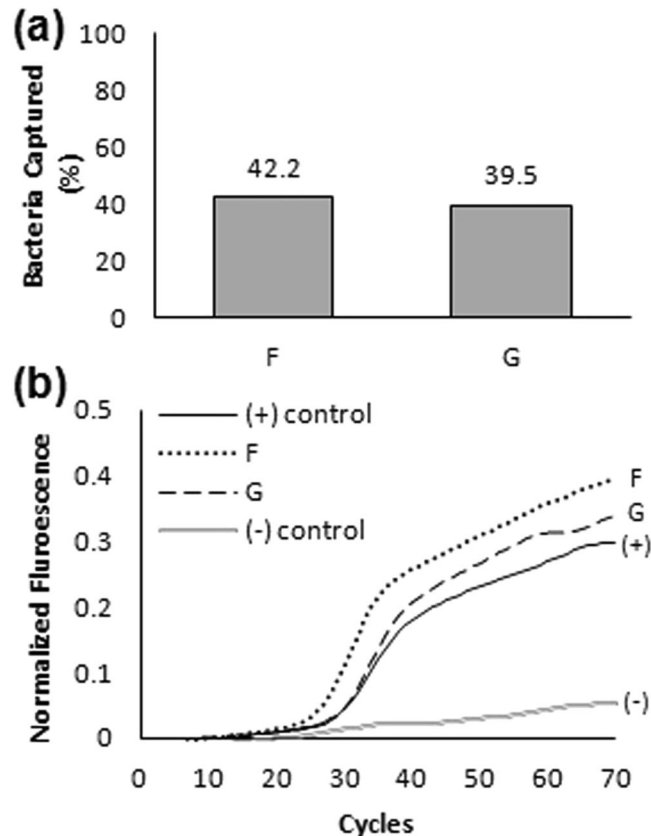 (a)
Bacteria Captured
(%)
100
80
60
40
20
0
42.2
39.5
F
G
(b)
Normalized Fluroescence
0.5
0.4
0.3
0.2
0.1
0
(+) control
F
G
(-) control
F
G
(+)
(-)
0 10 20 30 40 50 60 70
Cycles